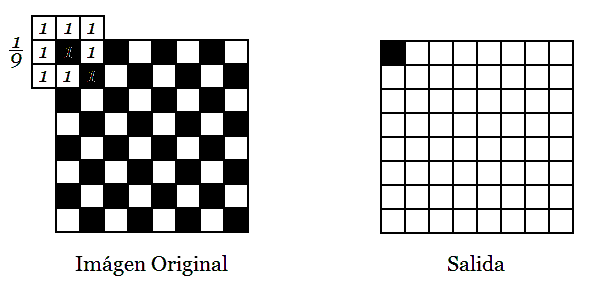 1 1 1
1/9 1 1 1
1 1 1
Imágen Original
Salida